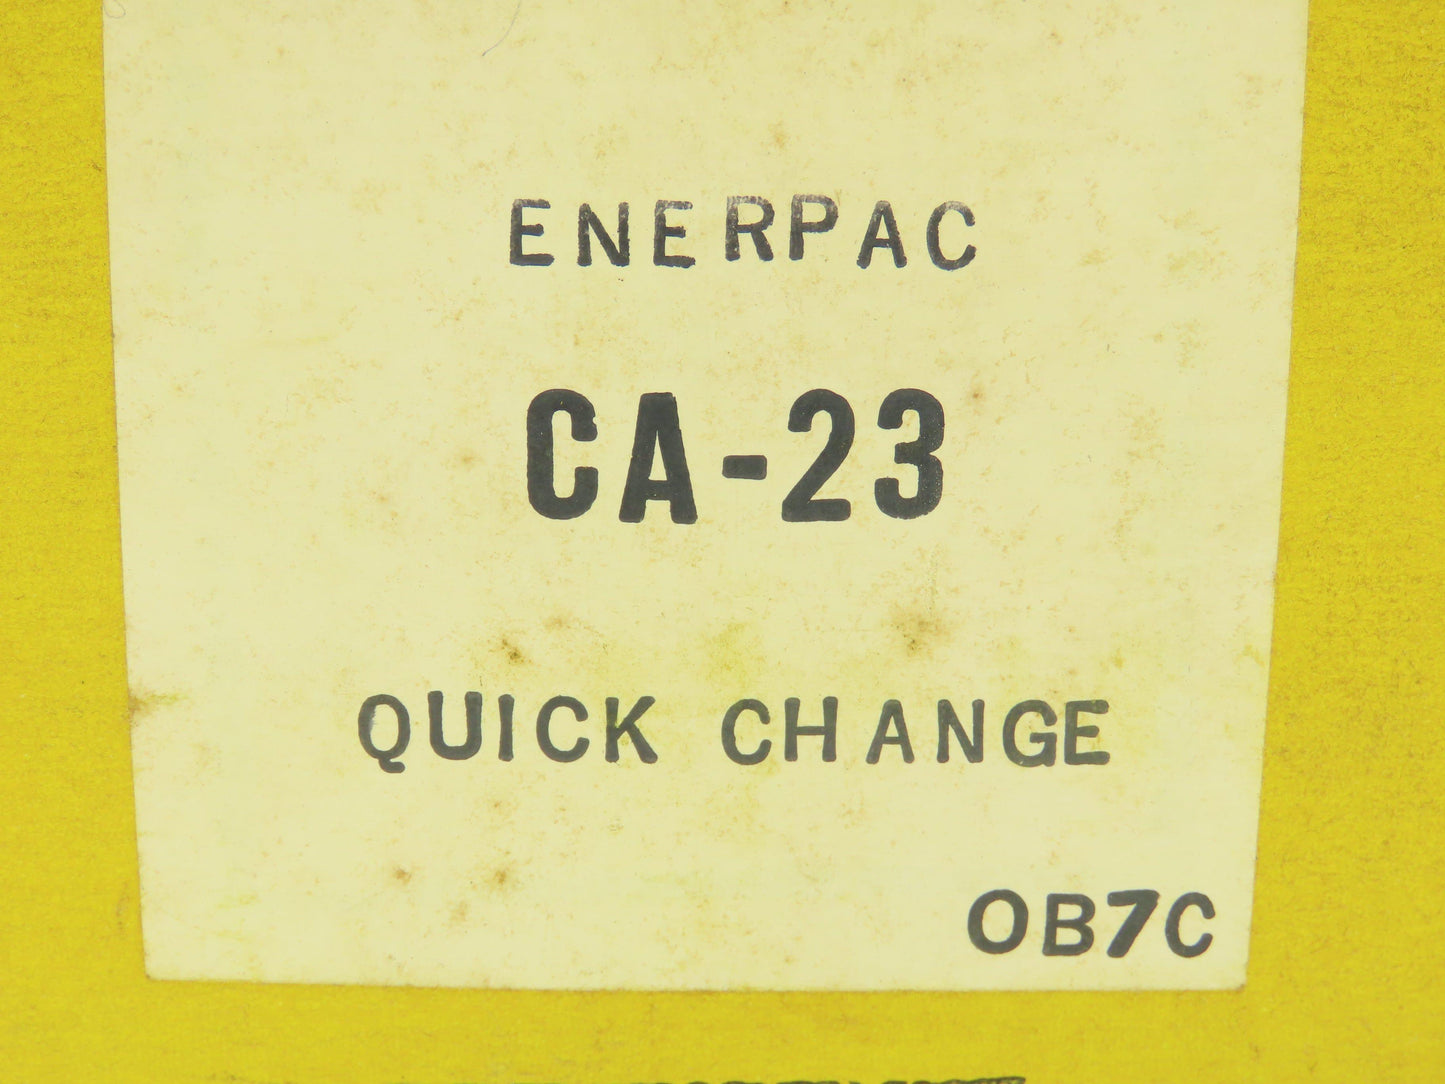 ENERPAC
CA-23
QUICK CHANGE
OB7C